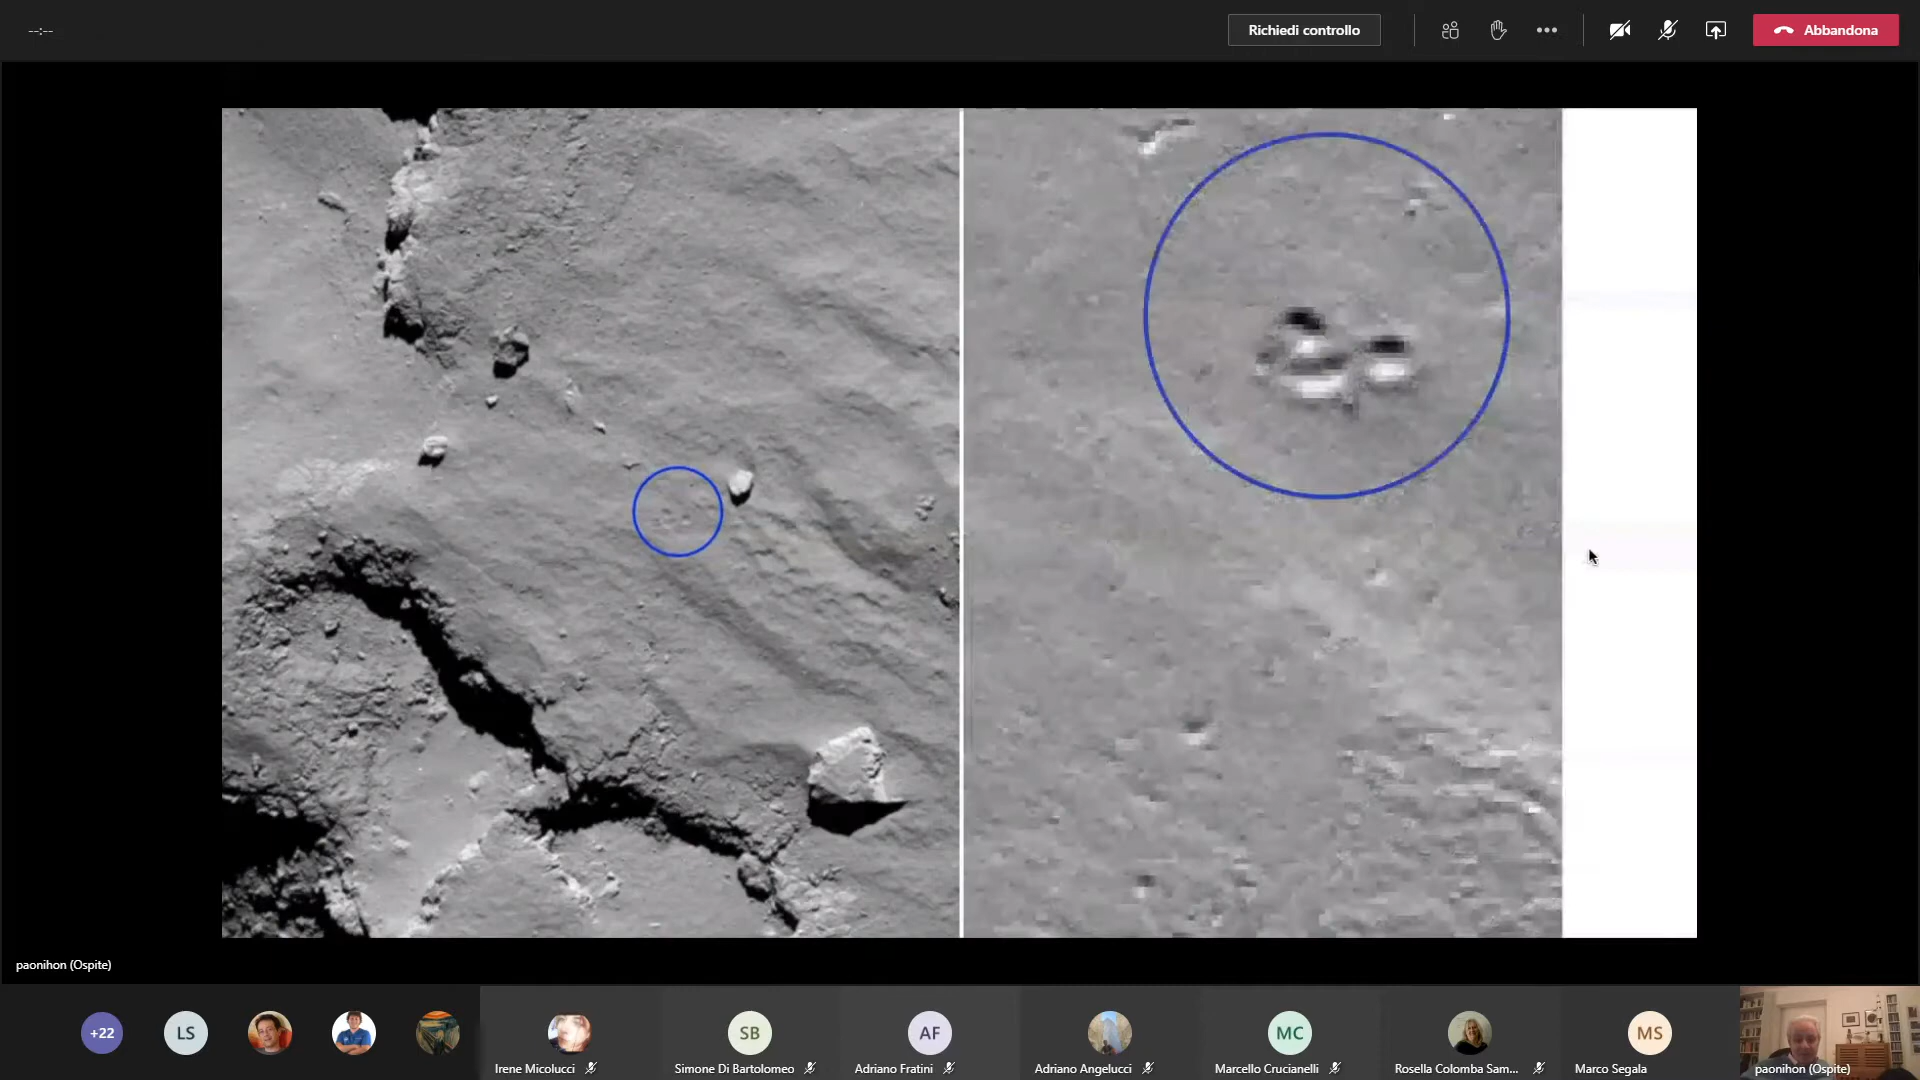 --:--
Richiedi controllo
Abbandona
paonihon (Ospite)
+22
LS
Irene Micolucci
SB
Simone Di Bartolomeo
AF
Adriano Fratini
Adriano Angelucci
MC
Marcello Crucianelli
Rosella Colomba Sam...
MS
Marco Segala
paonihon (Ospite)